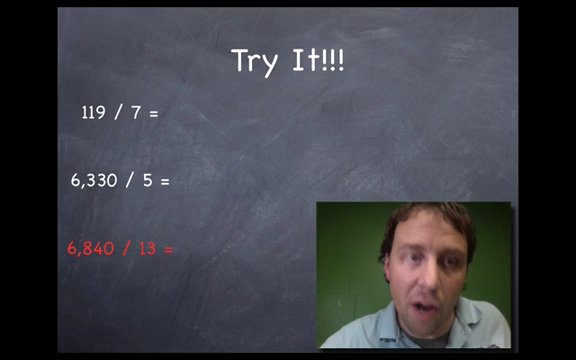 Try It!!!
119 / 7 =
6,330 / 5 =
6,840 / 13 =